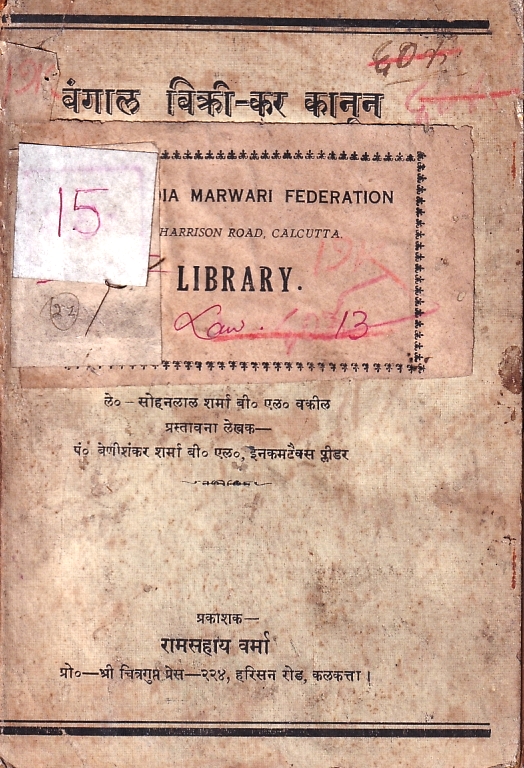 बंगाल बिक्री-कर कानून
15
DIA MARWARI FEDERATION
HARRISON ROAD, CALCUTTA
LIBRARY.
Law. 13
ले० - सोहनलाल शर्मा बी० एल० वकील
प्रस्तावना लेखक—
पं० बेणीशंकर शर्मा बी० एल०, इनकमटैक्स प्लीडर
प्रकाशक—
रामसहाय वर्मा
प्रो०—श्री चित्रगुप्त प्रेस—२२४, हरिसन रोड, कलकत्ता।